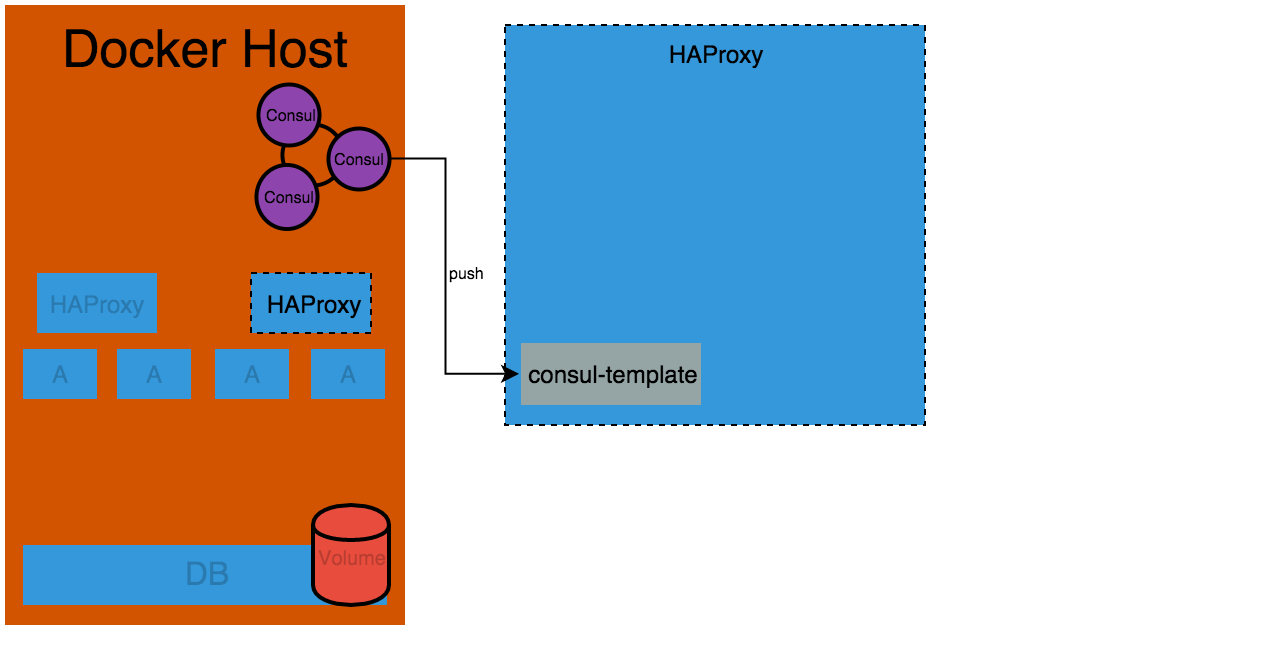 Docker Host
HAProxy
Consul
Consul
Consul
push
HAProxy
HAProxy
A
A
A
A
consul-template
Volume
DB